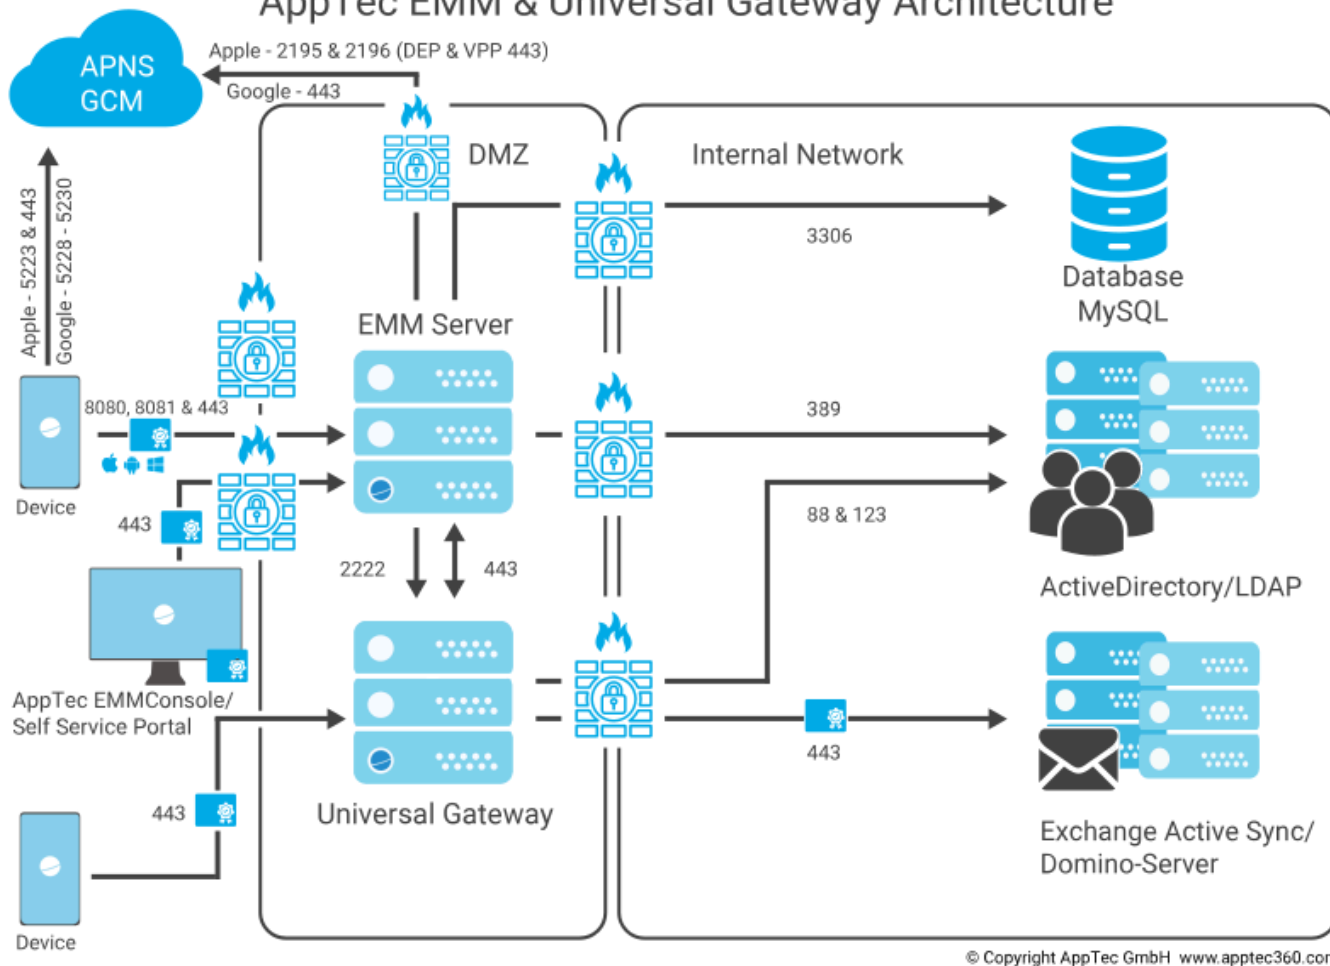 AppTec EMM & Universal Gateway Architecture
APNS
GCM
Apple - 2195 & 2196 (DEP & VPP 443)
Google - 443
DMZ
Internal Network
Apple - 5223 & 443
Google - 5228 - 5230
3306
Database
MySQL
EMM Server
8080, 8081 & 443
389
Device
443
88 & 123
2222
443
ActiveDirectory/LDAP
AppTec EMMConsole/
Self Service Portal
443
443
Universal Gateway
Exchange Active Sync/
Domino-Server
Device
© Copyright AppTec GmbH www.apptec360.com